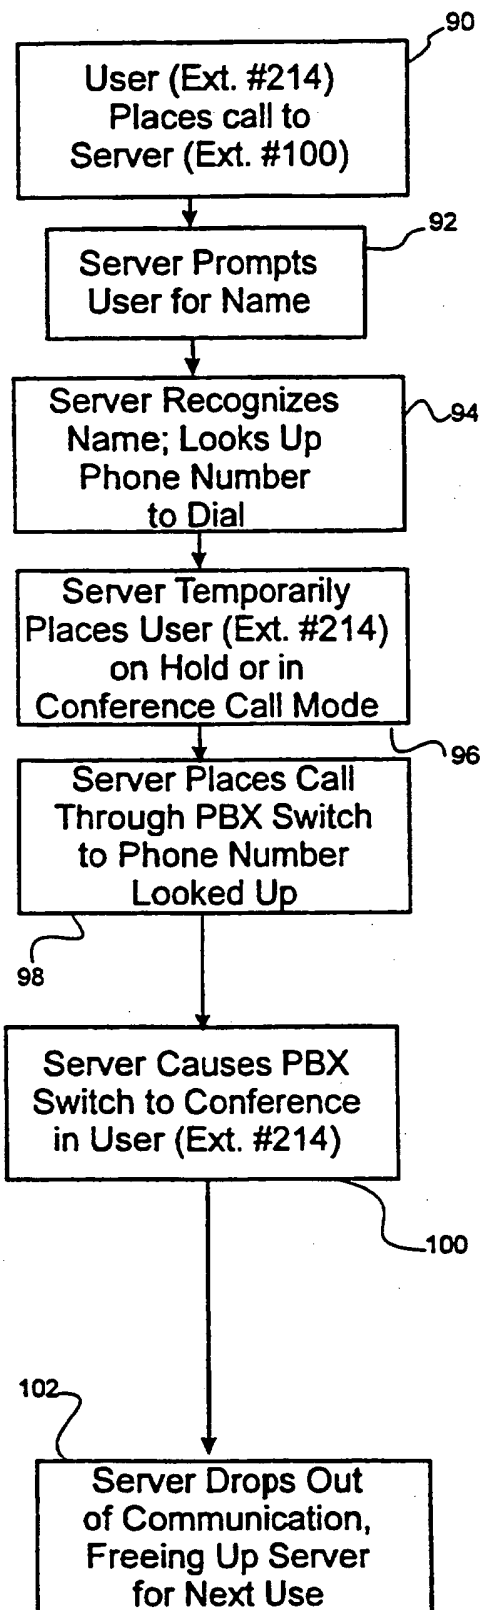 90
User (Ext. #214)
Places call to
Server (Ext. #100)
92
Server Prompts
User for Name
Server Recognizes
Name; Looks Up
Phone Number
to Dial
94
Server Temporarily
Places User (Ext. #214)
on Hold or in
Conference Call Mode
96
Server Places Call
Through PBX Switch
to Phone Number
Looked Up
98
Server Causes PBX
Switch to Conference
in User (Ext. #214)
100
102
Server Drops Out
of Communication,
Freeing Up Server
for Next Use